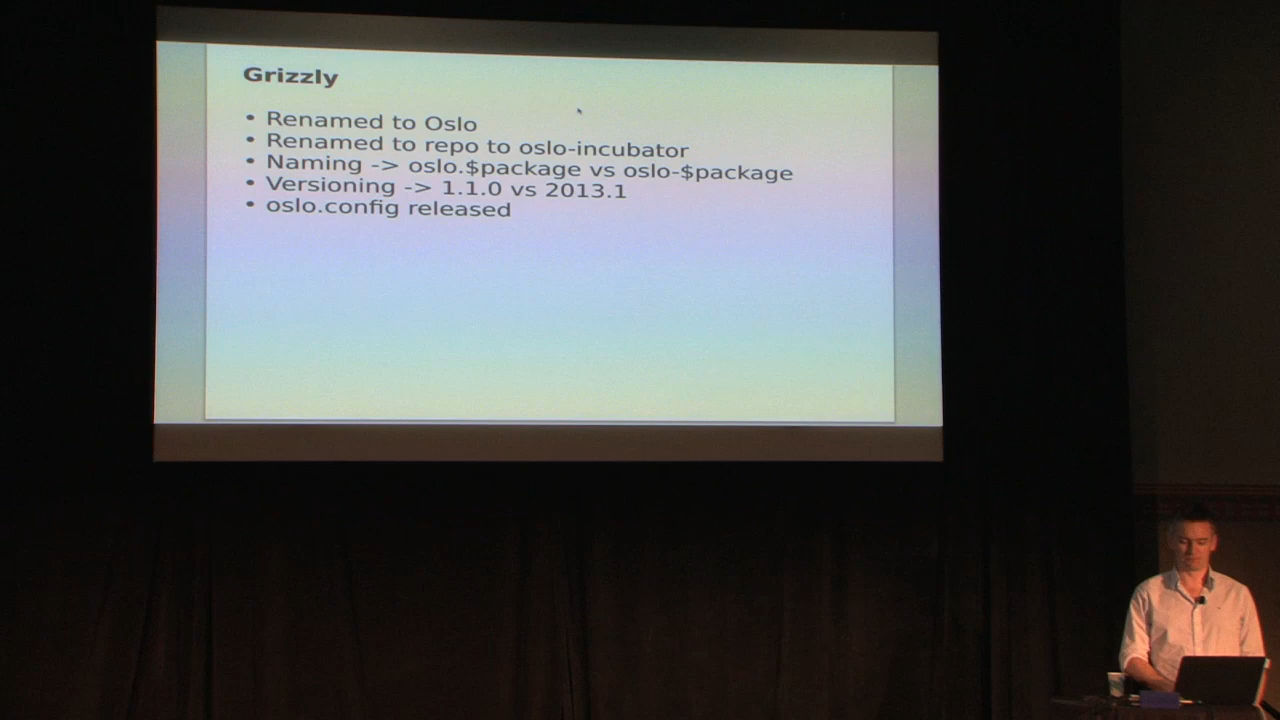 Grizzly
• Renamed to Oslo
• Renamed to repo to oslo-incubator
• Naming -> oslo.$package vs oslo-$package
• Versioning -> 1.1.0 vs 2013.1
• oslo.config released